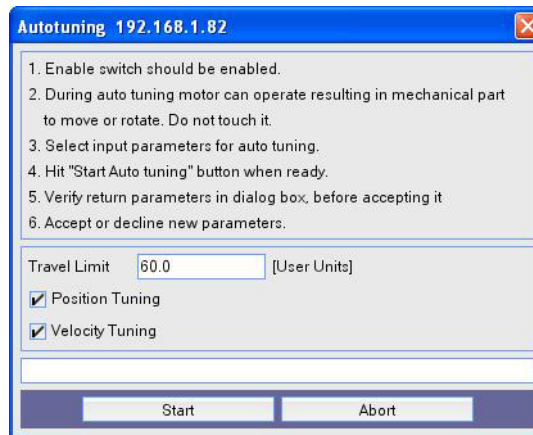 Autotuning 192.168.1.82
1. Enable switch should be enabled.
2. During auto tuning motor can operate resulting in mechanical part
to move or rotate. Do not touch it.
3. Select input parameters for auto tuning.
4. Hit "Start Auto tuning" button when ready.
5. Verify return parameters in dialog box, before accepting it
6. Accept or decline new parameters.
Travel Limit 60.0 [User Units]
Position Tuning
Velocity Tuning
Start Abort